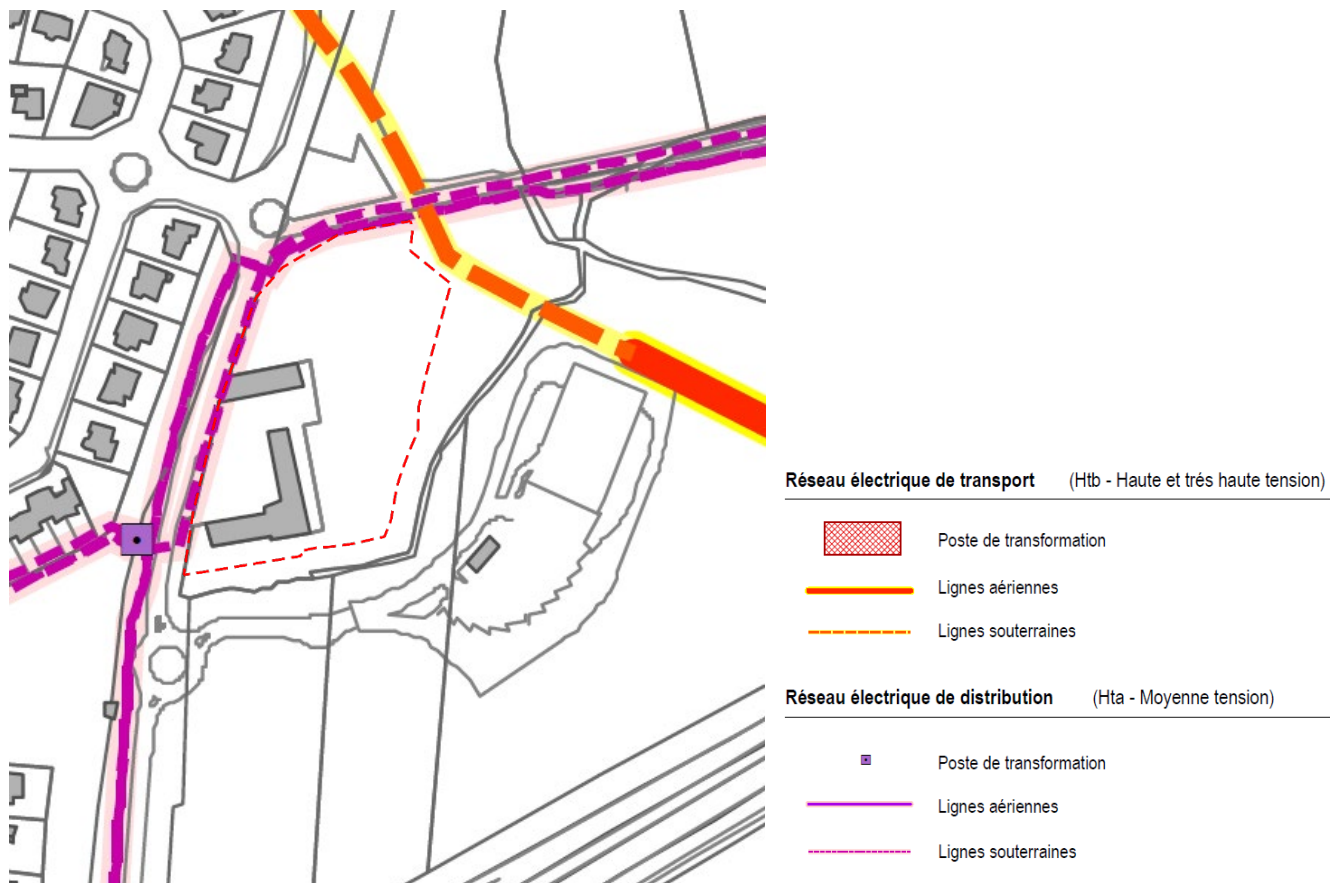 Réseau électrique de transport (Htb - Haute et trés haute tension)
Poste de transformation
Lignes aériennes
Lignes souterraines
Réseau électrique de distribution (Hta - Moyenne tension)
Poste de transformation
Lignes aériennes
Lignes souterraines